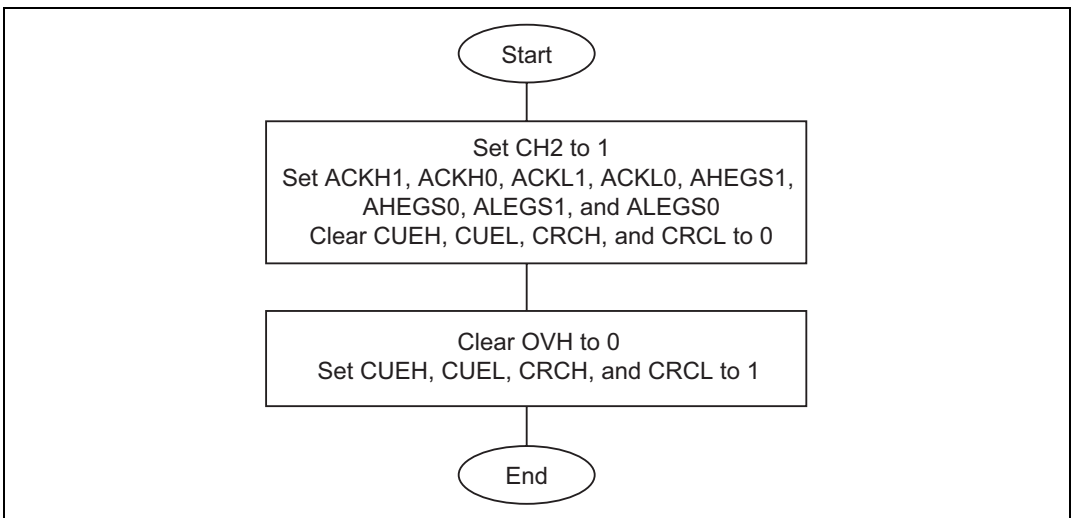 Start
Set CH2 to 1
Set ACKH1, ACKH0, ACKL1, ACKL0, AHEGS1,
AHEGS0, ALEGS1, and ALEGS0
Clear CUEH, CUEL, CRCH, and CRCL to 0
Clear OVH to 0
Set CUEH, CUEL, CRCH, and CRCL to 1
End